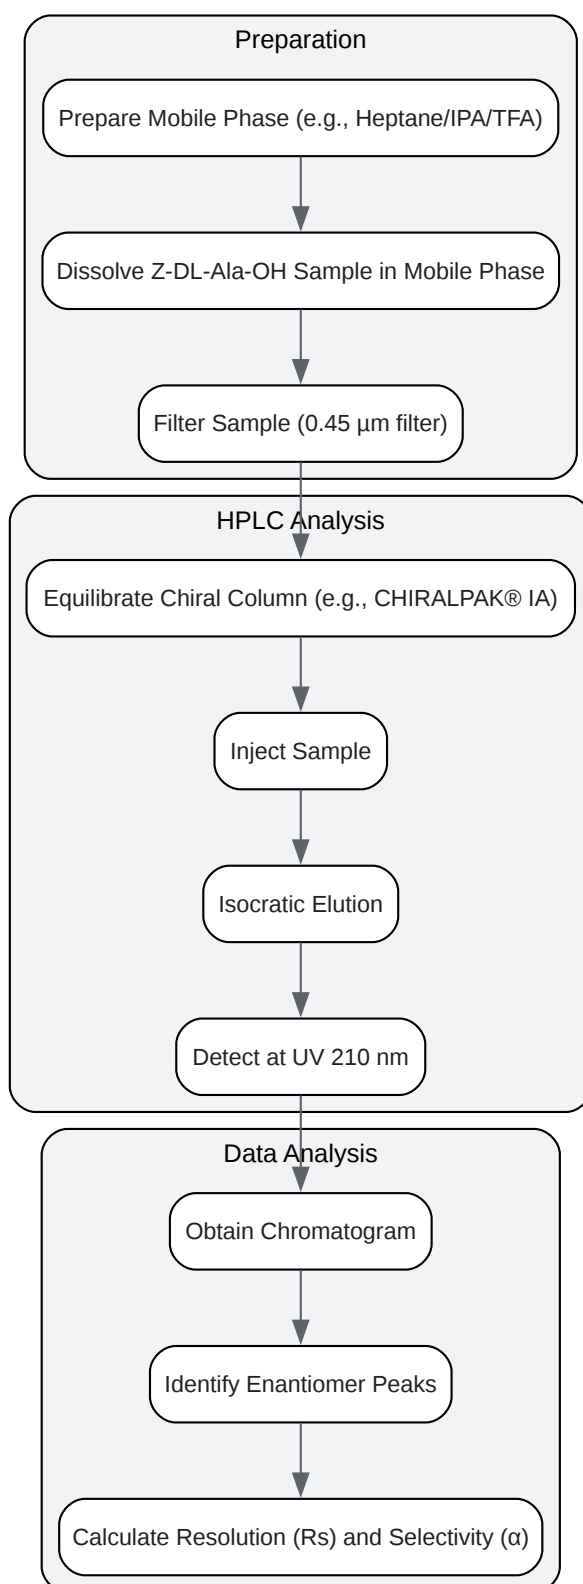 Preparation
Prepare Mobile Phase (e.g., Heptane/IPA/TFA)
Dissolve Z-DL-Ala-OH Sample in Mobile Phase
Filter Sample (0.45 µm filter)
HPLC Analysis
Equilibrate Chiral Column (e.g., CHIRALPAK® IA)
Inject Sample
Isocratic Elution
Detect at UV 210 nm
Data Analysis
Obtain Chromatogram
Identify Enantiomer Peaks
Calculate Resolution (Rs) and Selectivity (α)